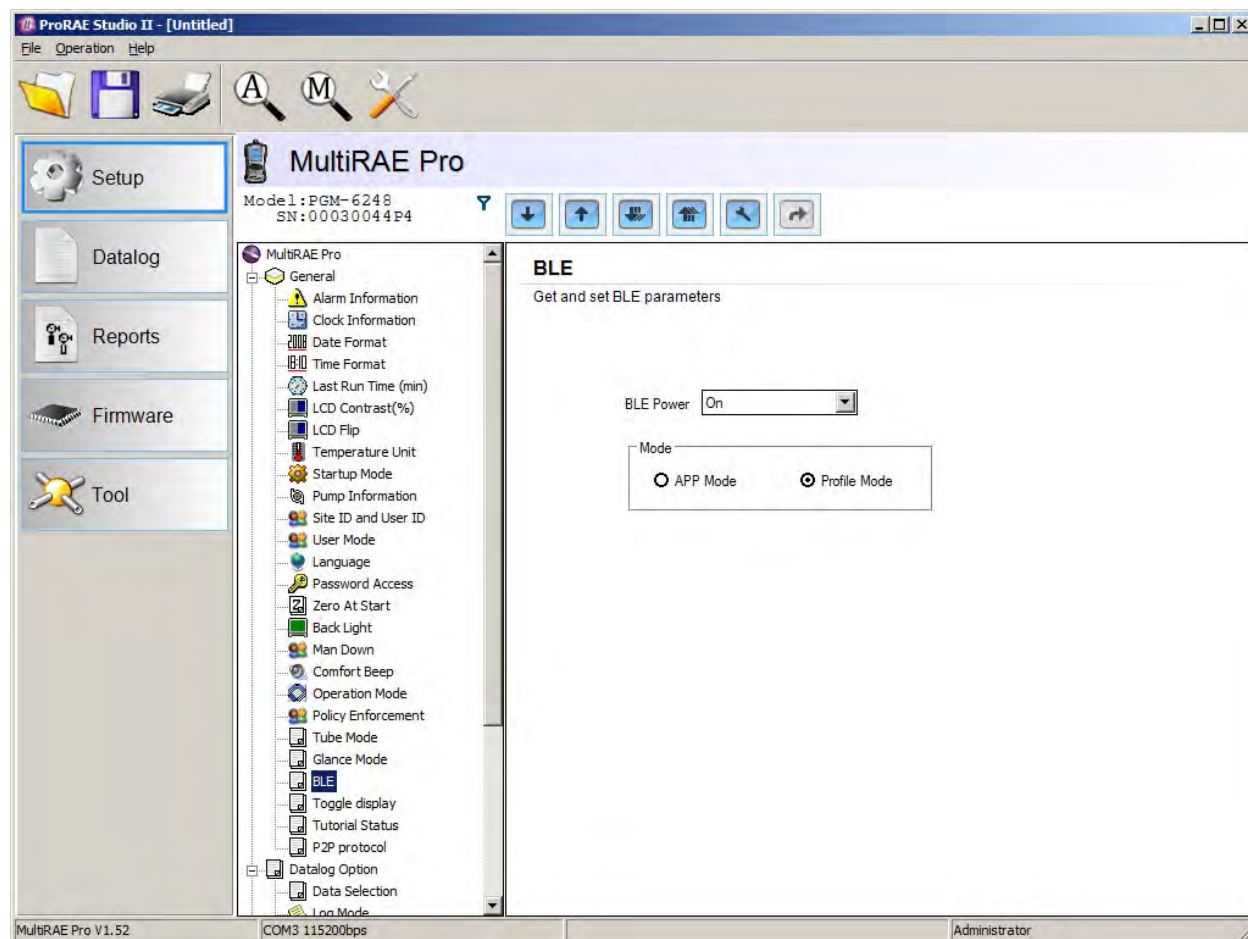 ProRAE Studio II - [Untitled]
File Operation Help
A M
Setup
Datalog
Reports
Firmware
Tool
MultiRAE Pro
Model:PGM-6248
SN:00030044P4
MultiRAE Pro
General
Alarm Information
Clock Information
Date Format
Time Format
Last Run Time (min)
LCD Contrast(%)
LCD Flip
Temperature Unit
Startup Mode
Pump Information
Site ID and User ID
User Mode
Language
Password Access
Zero At Start
Back Light
Man Down
Comfort Beep
Operation Mode
Policy Enforcement
Tube Mode
Glance Mode
BLE
Toggle display
Tutorial Status
P2P protocol
Datalog Option
Data Selection
Log Mode
BLE
Get and set BLE parameters
BLE Power On
Mode
APP Mode Profile Mode
MultiRAE Pro V1.52 COM3 115200bps Administrator